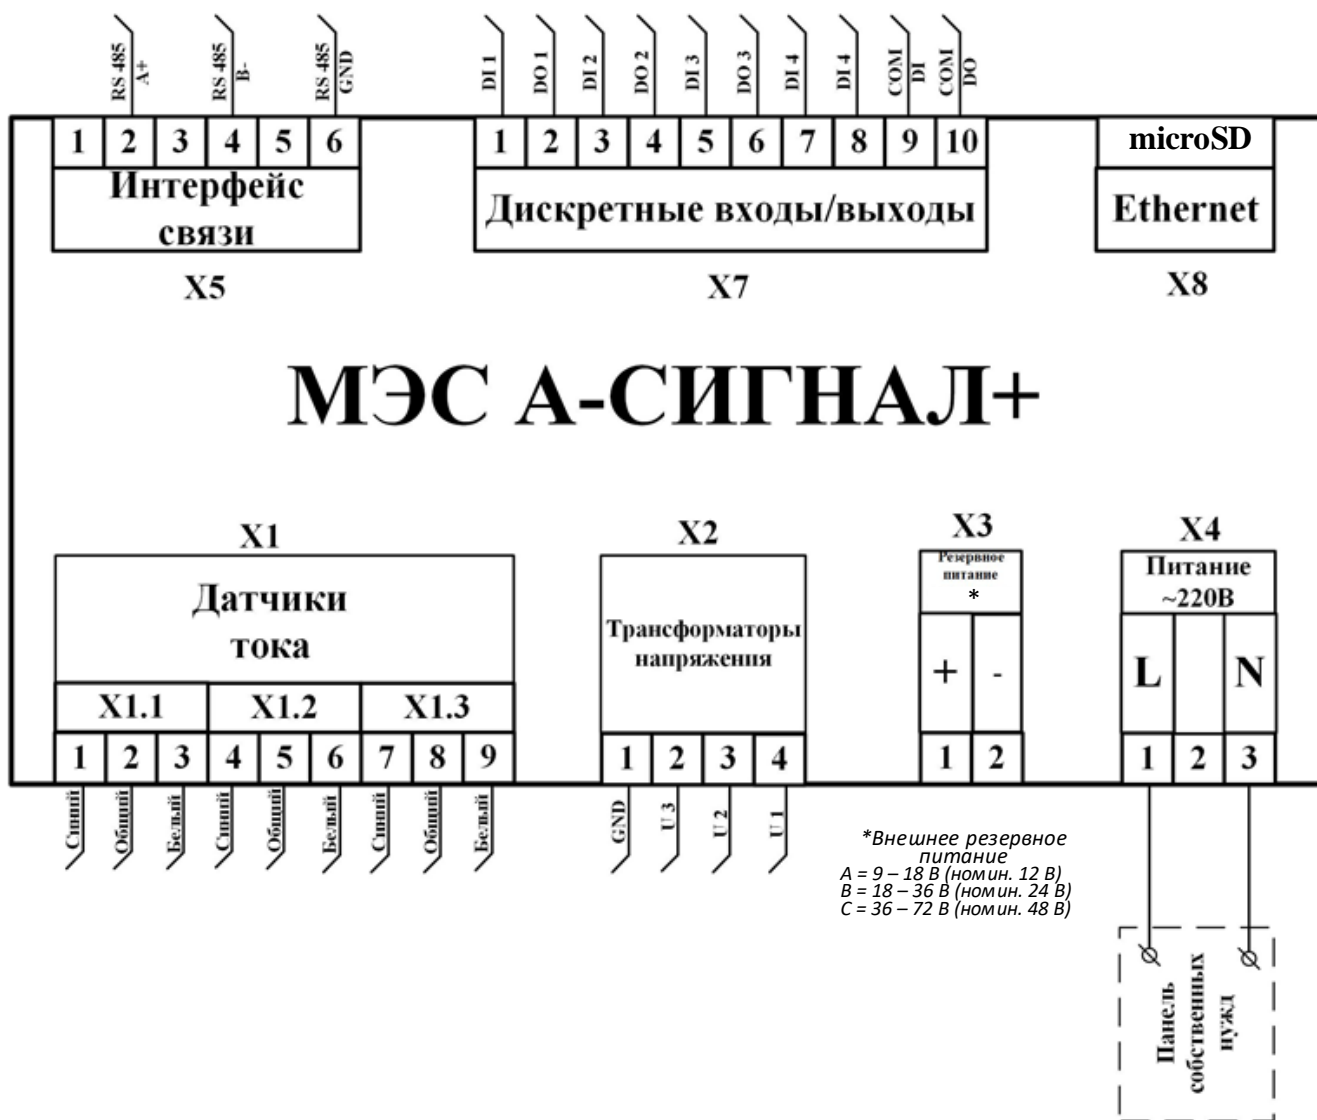 RS 485
A+
RS 485
B-
RS 485
GND
DI 1
DO 1
DI 2
DO 2
DI 3
DO 3
DI 4
DI 4
COM
DI
COM
DO
1 2 3 4 5 6
Интерфейс
связи
X5
1 2 3 4 5 6 7 8 9 10
Дискретные входы/выходы
X7
microSD
Ethernet
X8
МЭС А-СИГНАЛ+
X1
Датчики
тока
X1.1 X1.2 X1.3
1 2 3 4 5 6 7 8 9
Синий
Общий
Белый
Синий
Общий
Белый
Синий
Общий
Белый
X2
Трансформаторы
напряжения
1 2 3 4
GND
U 3
U 2
U 1
X3
Резервное
питание
*
+ -
1 2
X4
Питание
~220В
L N
1 2 3
*Внешнее резервное
питание
A = 9 – 18 В (номин. 12 В)
B = 18 – 36 В (номин. 24 В)
C = 36 – 72 В (номин. 48 В)
Панель
собственных
нужд